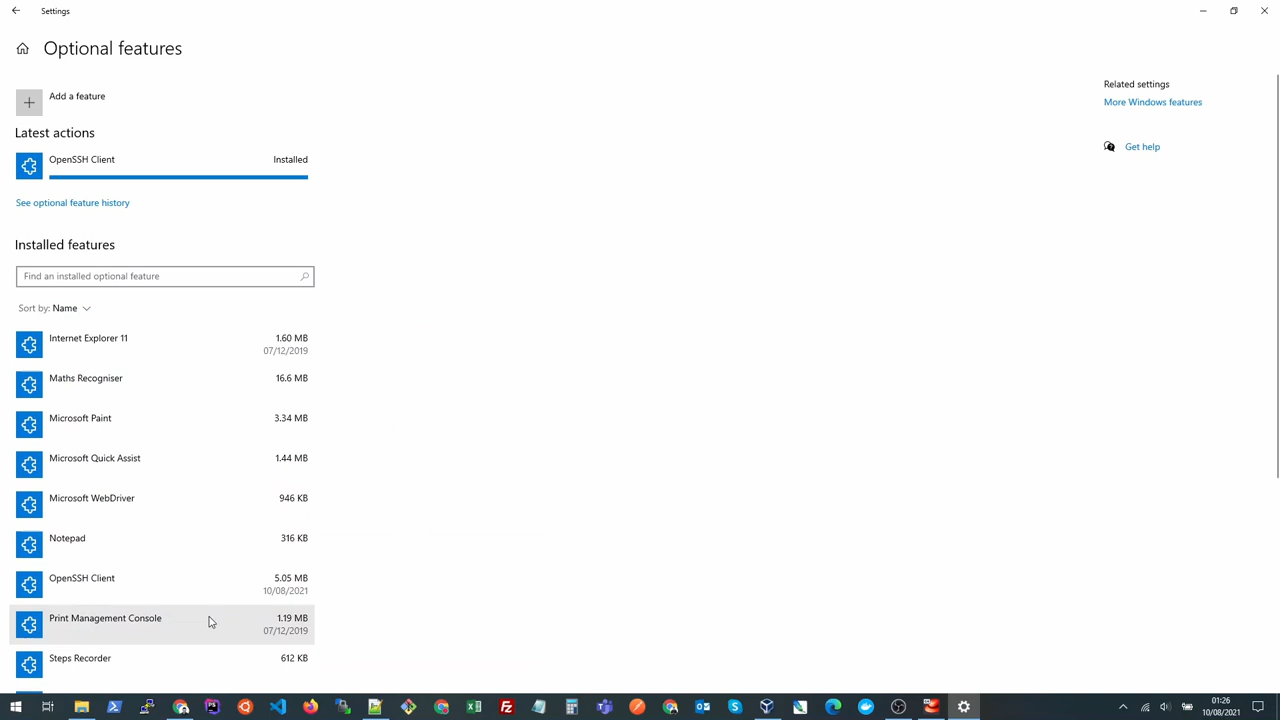 Settings
Optional features
Add a feature
Latest actions
OpenSSH Client Installed
See optional feature history
Installed features
Find an installed optional feature
Sort by: Name
Internet Explorer 11 1.60 MB
07/12/2019
Maths Recogniser 16.6 MB
Microsoft Paint 3.34 MB
Microsoft Quick Assist 1.44 MB
Microsoft WebDriver 946 KB
Notepad 316 KB
OpenSSH Client 5.05 MB
10/08/2021
Print Management Console 1.19 MB
07/12/2019
Steps Recorder 612 KB
Related settings
More Windows features
Get help
01:26
10/08/2021